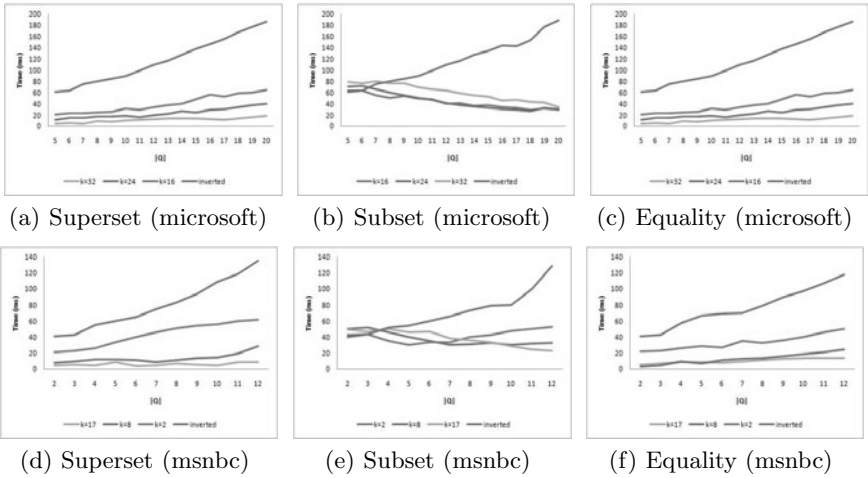 200
180
160
140
120
100
80
60
40
20
0
Time (ms)
5 6 7 8 9 10 11 12 13 14 15 16 17 18 19 20
|Q|
k=32 k=24 k=16 inverted
(a) Superset (microsoft)
200
180
160
140
120
100
80
60
40
20
0
Time (ms)
5 6 7 8 9 10 11 12 13 14 15 16 17 18 19 20
|Q|
k=16 k=24 k=32 inverted
(b) Subset (microsoft)
200
180
160
140
120
100
80
60
40
20
0
Time (ms)
5 6 7 8 9 10 11 12 13 14 15 16 17 18 19 20
|Q|
k=32 k=24 k=16 inverted
(c) Equality (microsoft)
140
120
100
80
60
40
20
0
Time (ms)
2 3 4 5 6 7 8 9 10 11 12
|Q|
k=17 k=8 k=2 inverted
(d) Superset (msnbc)
140
120
100
80
60
40
20
0
Time (ms)
2 3 4 5 6 7 8 9 10 11 12
|Q|
k=2 k=8 k=17 inverted
(e) Subset (msnbc)
140
120
100
80
60
40
20
0
Time (ms)
2 3 4 5 6 7 8 9 10 11 12
|Q|
k=17 k=8 k=2 inverted
(f) Equality (msnbc)